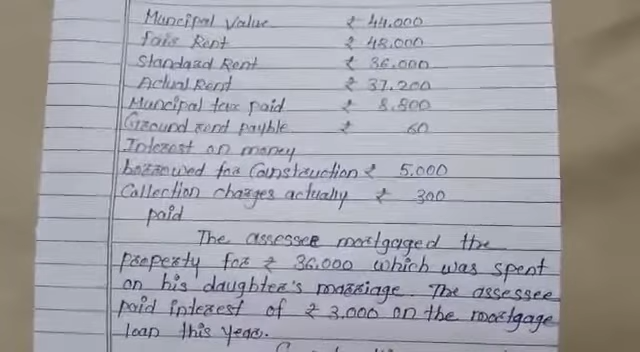 Muncipal Value ₹ 44.000
fair Rent ₹ 48.000
Standard Rent ₹ 36.000
Actual Rent ₹ 37.200
Muncipal tax paid ₹ 8.800
Ground rent payble ₹ 60
Interest on money
borrowed for Construction ₹ 5.000
Collection charges actualy ₹ 300
paid
The assessee mortgaged the
property for ₹ 36.000 which was spent
on his daughter's marriage. The assessee
paid interest of ₹ 3.000 on the mortgage
loan this year.